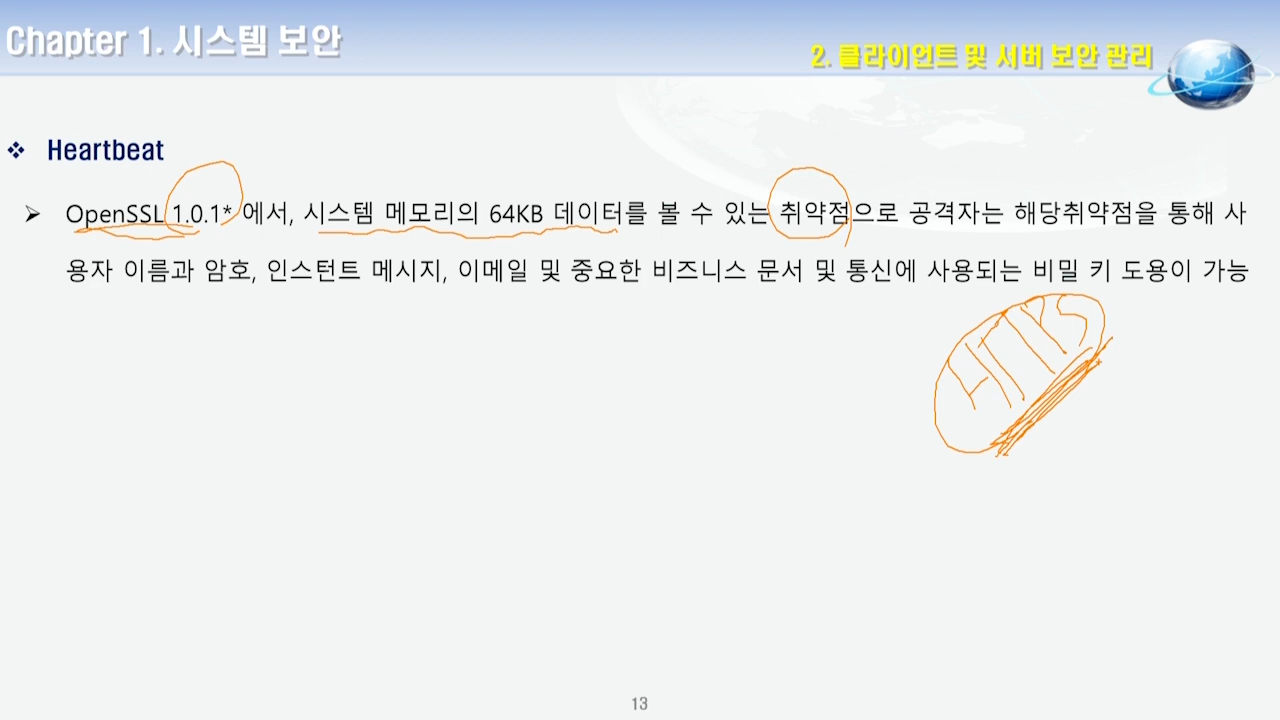 Chapter 1. 시스템 보안
2. 클라이언트 및 서버 보안 관리
❖ Heartbeat
➢ OpenSSL 1.0.1* 에서, 시스템 메모리의 64KB 데이터를 볼 수 있는 취약점으로 공격자는 해당취약점을 통해 사
용자 이름과 암호, 인스턴트 메시지, 이메일 및 중요한 비즈니스 문서 및 통신에 사용되는 비밀 키 도용이 가능
13